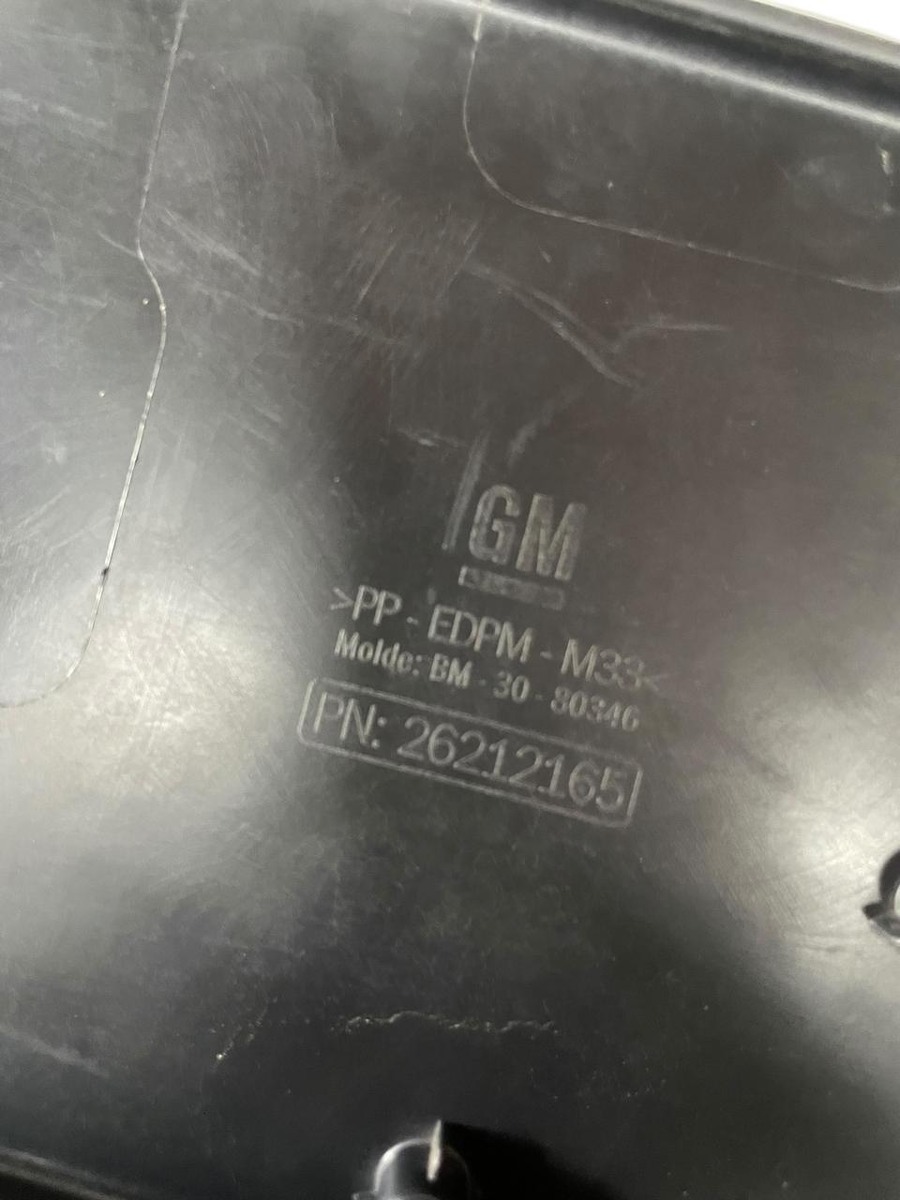 GM
>PP - EDPM - M33<
Molde: BM - 30 - 80346
PN: 26212165